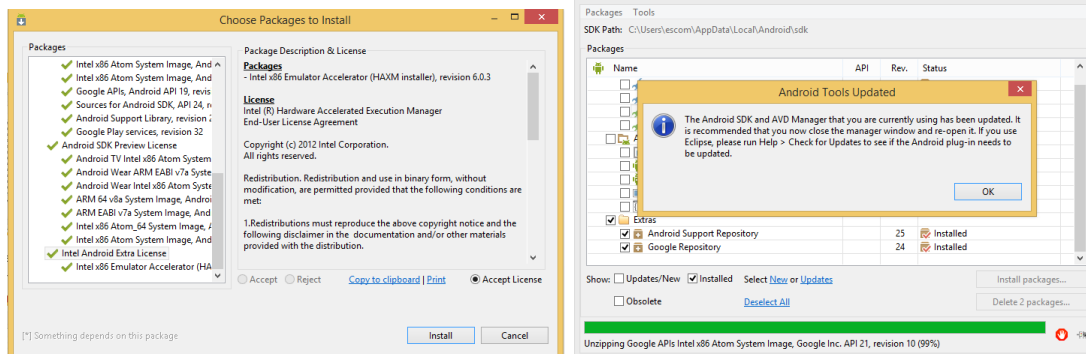 Choose Packages to Install
Packages
Intel x86 Atom System Image, And
Intel x86 Atom System Image, And
Google APIs, Android API 19, revis
Sources for Android SDK, API 24, r
Android Support Library, revision
Google Play services, revision 32
Android SDK Preview License
Android TV Intel x86 Atom System
Android Wear ARM EABI v7a Syste
Android Wear Intel x86 Atom Syste
ARM 64 v8a System Image, Androi
ARM EABI v7a System Image, And
Intel x86 Atom_64 System Image, A
Intel x86 Atom System Image, And
Intel Android Extra License
Intel x86 Emulator Accelerator (HA
Package Description & License
Packages
- Intel x86 Emulator Accelerator (HAXM installer), revision 6.0.3
License
Intel (R) Hardware Accelerated Execution Manager
End-User License Agreement
Copyright (c) 2012 Intel Corporation.
All rights reserved.
Redistribution. Redistribution and use in binary form, without
modification, are permitted provided that the following conditions are
met:
1.Redistributions must reproduce the above copyright notice and the
following disclaimer in the documentation and/or other materials
provided with the distribution.
Accept Reject Copy to clipboard | Print Accept License
[*] Something depends on this package
Install Cancel
Packages Tools
SDK Path: C:\Users\escom\AppData\Local\Android\sdk
Packages
Name API Rev. Status
Android Tools Updated
The Android SDK and AVD Manager that you are currently using has been updated. It
is recommended that you now close the manager window and re-open it. If you use
Eclipse, please run Help > Check for Updates to see if the Android plug-in needs to
be updated.
OK
Extras
Android Support Repository 25 Installed
Google Repository 24 Installed
Show: Updates/New Installed Select New or Updates Install packages...
Obsolete Deselect All Delete 2 packages...
Unzipping Google APIs Intel x86 Atom System Image, Google Inc. API 21, revision 10 (99%)